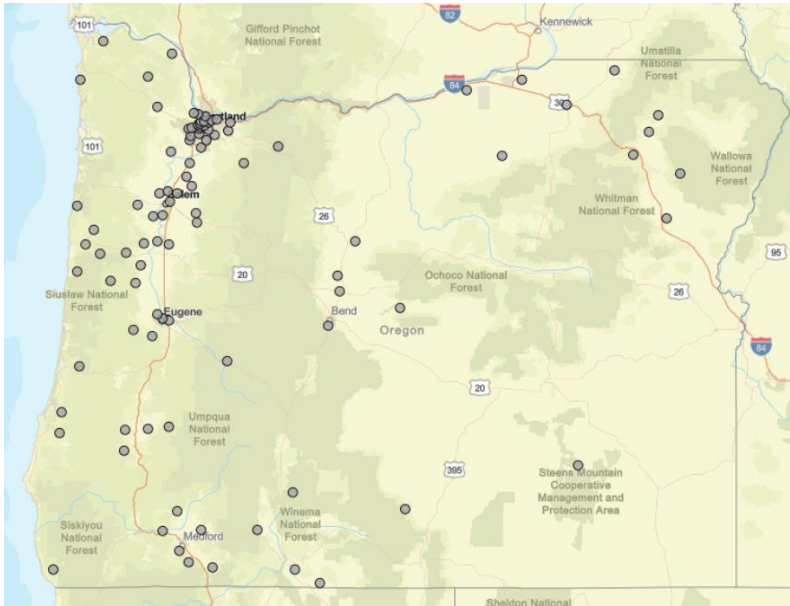 101
Gifford Pinchot
National Forest
82
Kennewick
Umatilla
National
Forest
84
30
101
Wallowa
National
Forest
Whitman
National Forest
26
95
20
Ochoco National
Forest
26
Siuslaw National
Forest
Eugene
Bend
Oregon
84
20
Umpqua
National
Forest
395
Steens Mountain
Cooperative
Management and
Protection Area
Winema
National
Forest
Siskiyou
National
Forest
Medford
Sheldon National